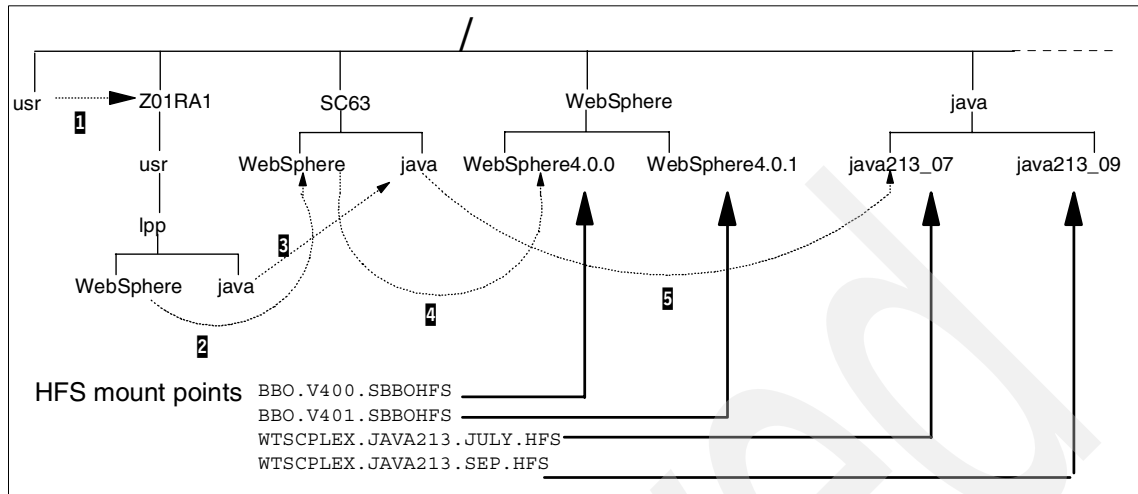 /
usr
1
Z01RA1
SC63
WebSphere
java
usr
WebSphere
java
WebSphere4.0.0
WebSphere4.0.1
java213_07
java213_09
lpp
3
WebSphere
java
2
4
5
HFS mount points
BBO.V400.SBBOHFS
BBO.V401.SBBOHFS
WTSCPLEX.JAVA213.JULY.HFS
WTSCPLEX.JAVA213.SEP.HFS